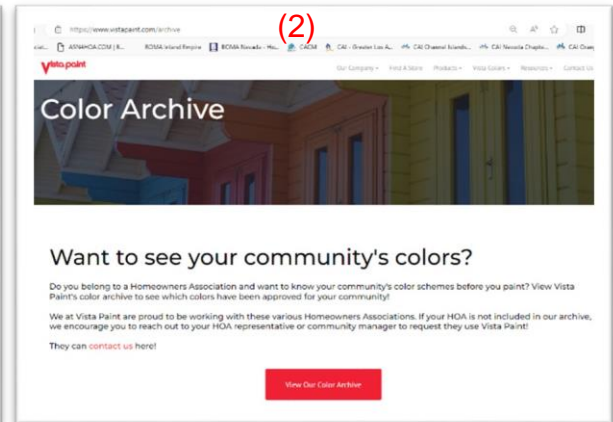 (2)
https://www.vistapaint.com/archive
ASNHOA.COM | R... BOMA Inland Empire BOMA Nevada - Ho... CACM CAI - Greater Los A... CAI Channel Islands... CAI Nevada Chapte... CAI Oran
Vista paint
Our Company Find A Store Products Vista Colors Resources Contact Us
Color Archive
Want to see your community's colors?
Do you belong to a Homeowners Association and want to know your community's color schemes before you paint? View Vista
Paint's color archive to see which colors have been approved for your community!
We at Vista Paint are proud to be working with these various Homeowners Associations. If your HOA is not included in our archive,
we encourage you to reach out to your HOA representative or community manager to request they use Vista Paint!
They can contact us here!
View Our Color Archive